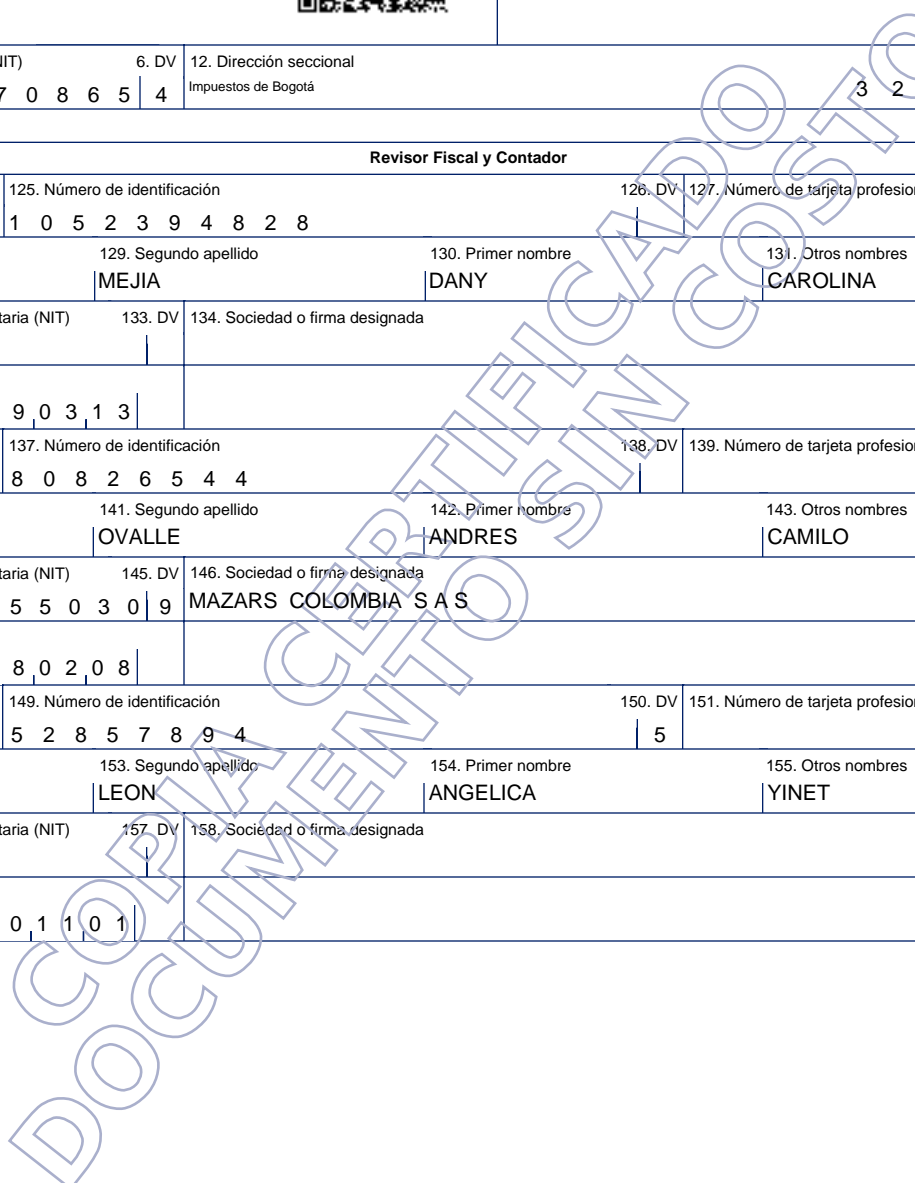 IT) 6. DV 12. Dirección seccional
7 0 8 6 5 4 Impuestos de Bogotá 3 2
Revisor Fiscal y Contador
125. Número de identificación 126. DV 127. Número de tarjeta profesion
1 0 5 2 3 9 4 8 2 8
129. Segundo apellido 130. Primer nombre 131. Otros nombres
MEJIA DANY CAROLINA
taria (NIT) 133. DV 134. Sociedad o firma designada
9 0 3 1 3
137. Número de identificación 138. DV 139. Número de tarjeta profesion
8 0 8 2 6 5 4 4
141. Segundo apellido 142. Primer nombre 143. Otros nombres
OVALLE ANDRES CAMILO
taria (NIT) 145. DV 146. Sociedad o firma designada
5 5 0 3 0 9 MAZARS COLOMBIA S A S
8 0 2 0 8
149. Número de identificación 150. DV 151. Número de tarjeta profesion
5 2 8 5 7 8 9 4 5
153. Segundo apellido 154. Primer nombre 155. Otros nombres
LEON ANGELICA YINET
taria (NIT) 157. DV 158. Sociedad o firma designada
0 1 1 0 1
COPIA CERTIFICADO
DOCUMENTO SIN COSTO